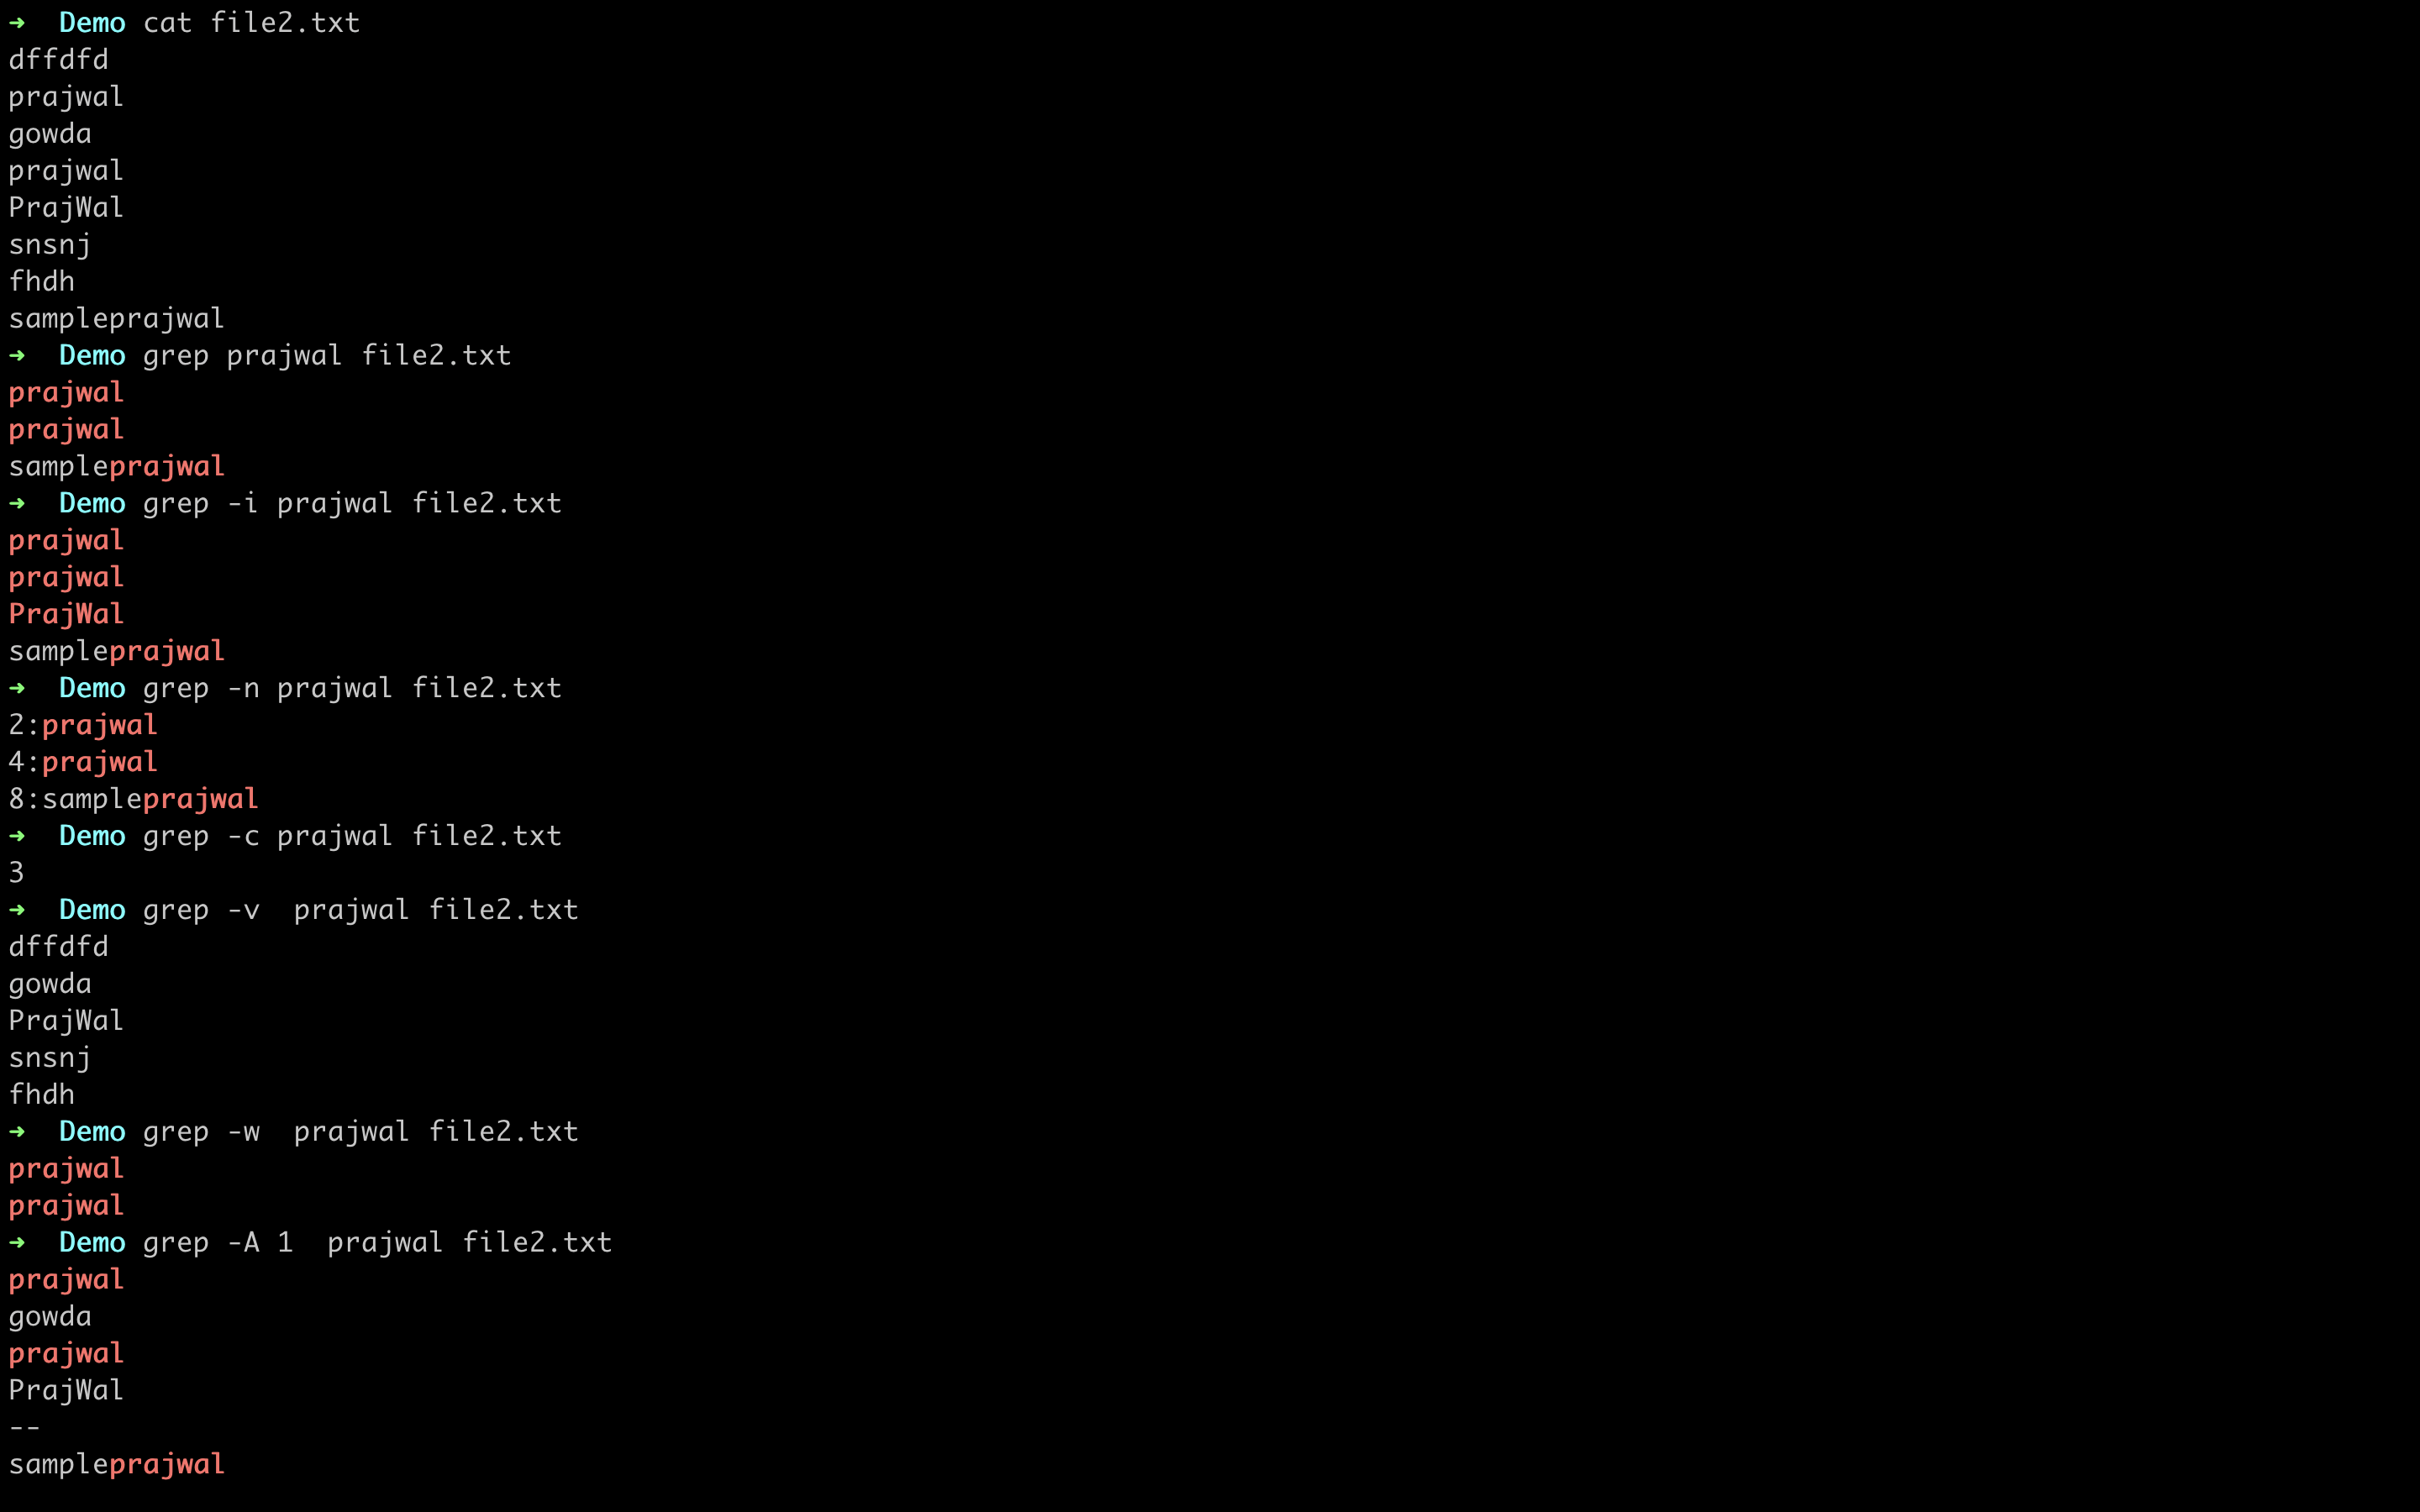 ➜  Demo cat file2.txt
dffdfd
prajwal
gowda
prajwal
PrajWal
snsnj
fhdh
sampleprajwal
➜  Demo grep prajwal file2.txt
prajwal
prajwal
sampleprajwal
➜  Demo grep -i prajwal file2.txt
prajwal
prajwal
PrajWal
sampleprajwal
➜  Demo grep -n prajwal file2.txt
2:prajwal
4:prajwal
8:sampleprajwal
➜  Demo grep -c prajwal file2.txt
3
➜  Demo grep -v  prajwal file2.txt
dffdfd
gowda
PrajWal
snsnj
fhdh
➜  Demo grep -w  prajwal file2.txt
prajwal
prajwal
➜  Demo grep -A 1  prajwal file2.txt
prajwal
gowda
prajwal
PrajWal
--
sampleprajwal